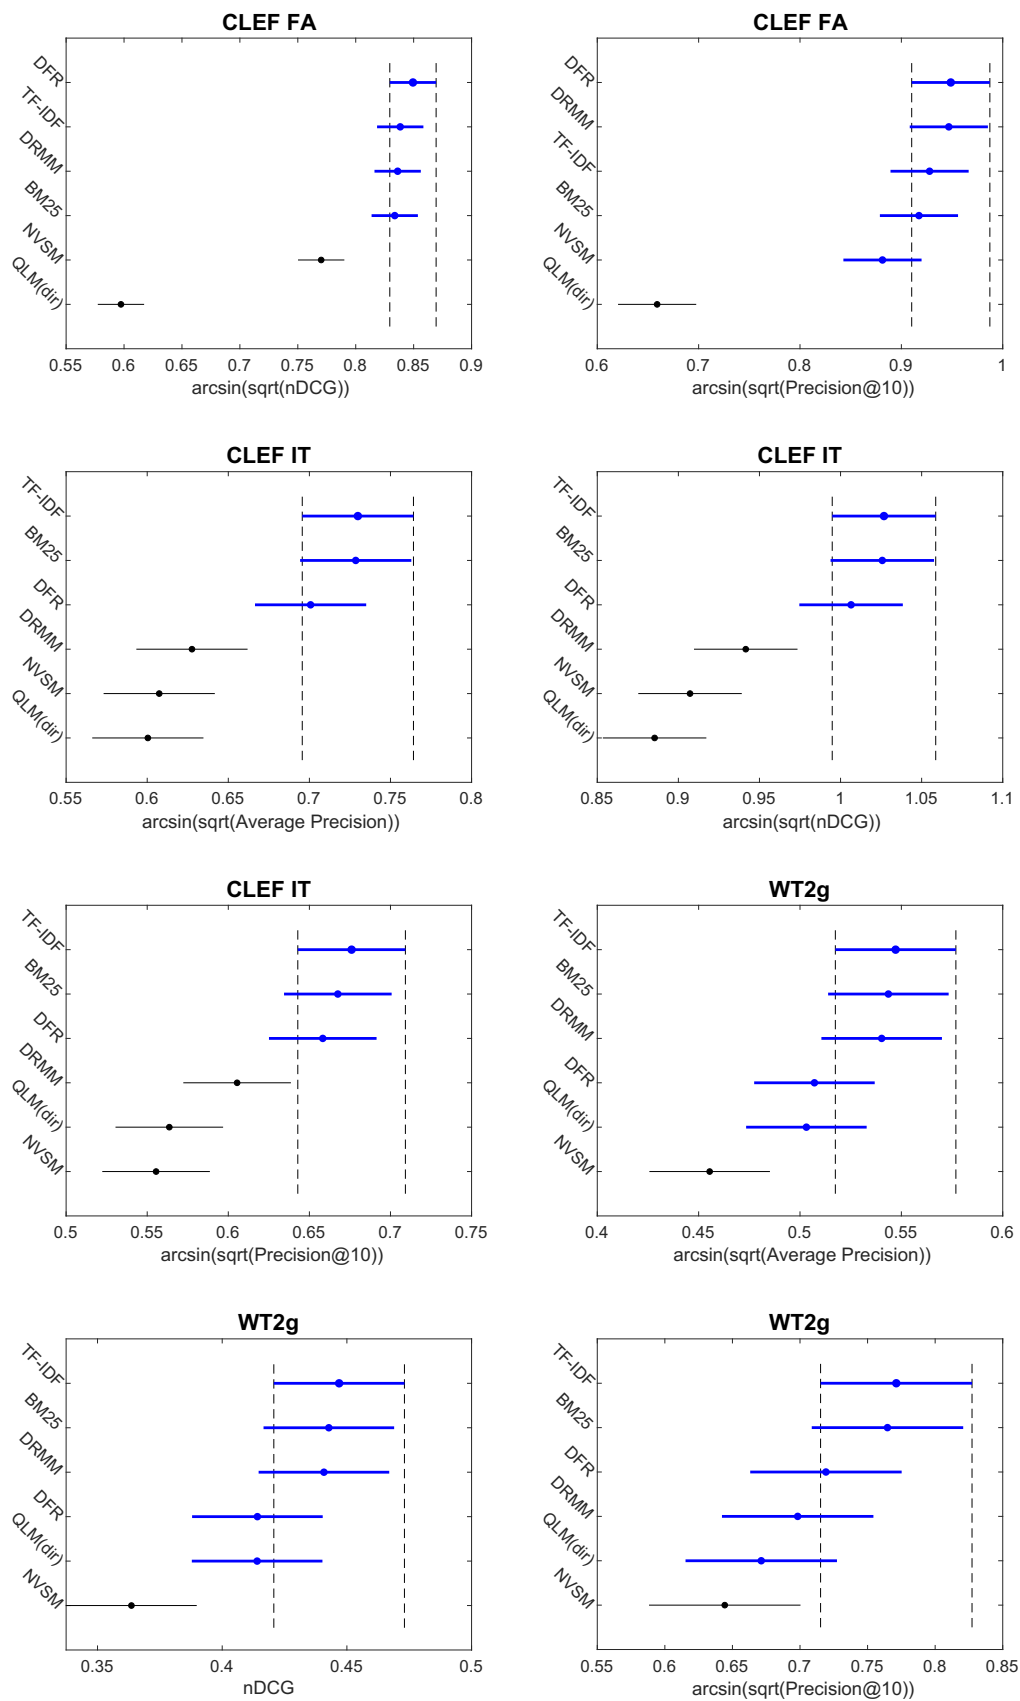 CLEF FA
DFR
TF-IDF
DRMM
BM25
NVSM
QLM(dir)
0.55 0.6 0.65 0.7 0.75 0.8 0.85 0.9
arcsin(sqrt(nDCG))
CLEF FA
DFR
DRMM
TF-IDF
BM25
NVSM
QLM(dir)
0.6 0.7 0.8 0.9 1
arcsin(sqrt(Precision@10))
CLEF IT
TF-IDF
BM25
DFR
DRMM
NVSM
QLM(dir)
0.55 0.6 0.65 0.7 0.75 0.8
arcsin(sqrt(Average Precision))
CLEF IT
TF-IDF
BM25
DFR
DRMM
NVSM
QLM(dir)
0.85 0.9 0.95 1 1.05 1.1
arcsin(sqrt(nDCG))
CLEF IT
TF-IDF
BM25
DFR
DRMM
QLM(dir)
NVSM
0.5 0.55 0.6 0.65 0.7 0.75
arcsin(sqrt(Precision@10))
WT2g
TF-IDF
BM25
DRMM
DFR
QLM(dir)
NVSM
0.4 0.45 0.5 0.55 0.6
arcsin(sqrt(Average Precision))
WT2g
TF-IDF
BM25
DRMM
DFR
QLM(dir)
NVSM
0.35 0.4 0.45 0.5
nDCG
WT2g
TF-IDF
BM25
DFR
DRMM
QLM(dir)
NVSM
0.55 0.6 0.65 0.7 0.75 0.8 0.85
arcsin(sqrt(Precision@10))